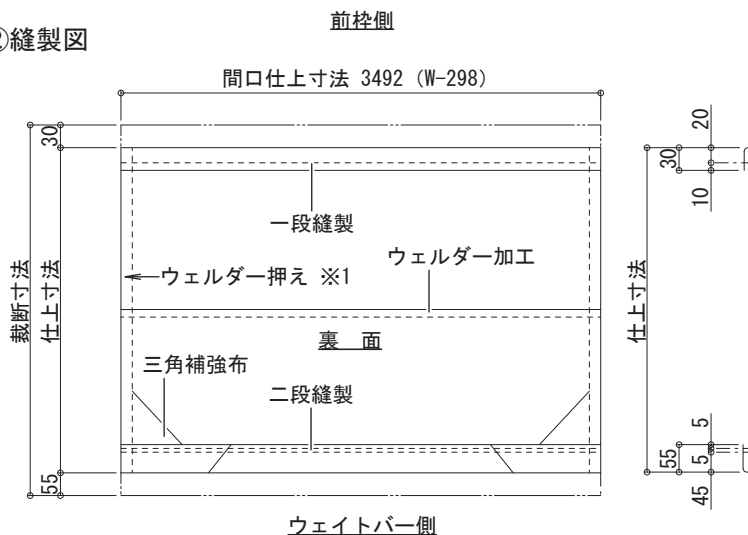 前枠側
②縫製図
間口仕上寸法 3492 (W-298)
30
裁断寸法
仕上寸法
55
一段縫製
ウェルダー押え ※1
ウェルダー加工
裏　面
三角補強布
二段縫製
ウェイトバー側
20
30
10
仕上寸法
5
55
5
45